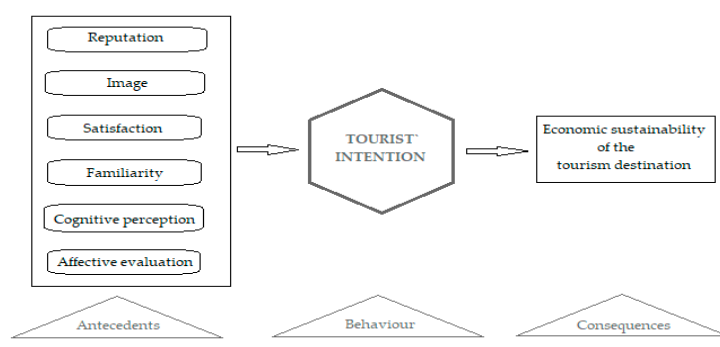 Reputation
Image
Satisfaction
Familiarity
Cognitive perception
Affective evaluation
TOURIST`
INTENTION
Economic sustainability
of the
tourism destination
Antecedents
Behaviour
Consequences